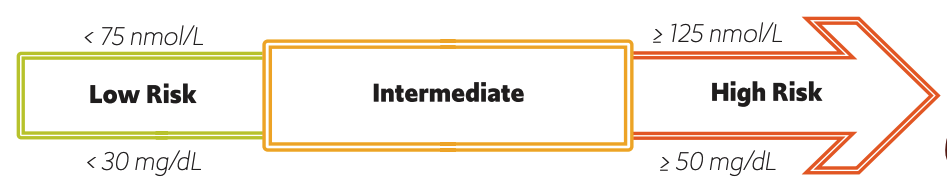 < 75 nmol/L
≥ 125 nmol/L
Low Risk
Intermediate
High Risk
< 30 mg/dL
≥ 50 mg/dL